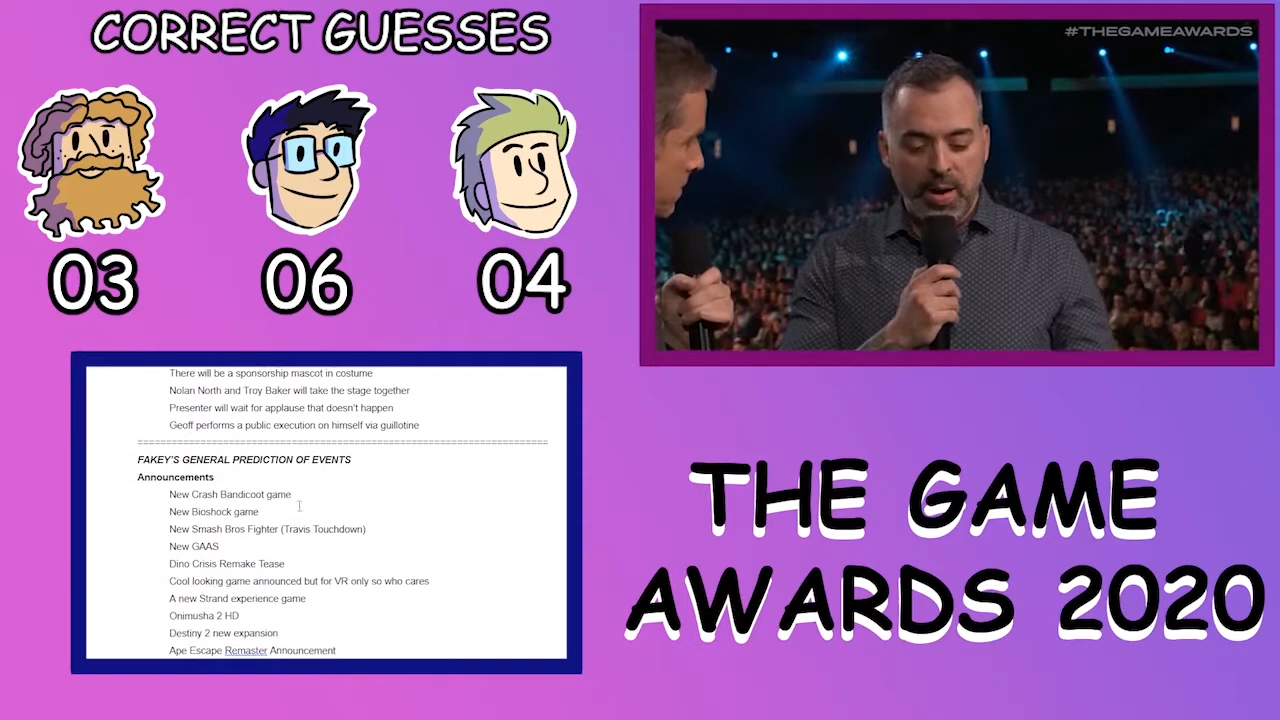 CORRECT GUESSES
03
06
04
#THEGAMEAWARDS
There will be a sponsorship mascot in costume
Nolan North and Troy Baker will take the stage together
Presenter will wait for applause that doesn't happen
Geoff performs a public execution on himself via guillotine
================================================================================
FAKEY'S GENERAL PREDICTION OF EVENTS
Announcements
New Crash Bandicoot game
New Bioshock game
New Smash Bros Fighter (Travis Touchdown)
New GAAS
Dino Crisis Remake Tease
Cool looking game announced but for VR only so who cares
A new Strand experience game
Onimusha 2 HD
Destiny 2 new expansion
Ape Escape Remaster Announcement
THE GAME
AWARDS 2020